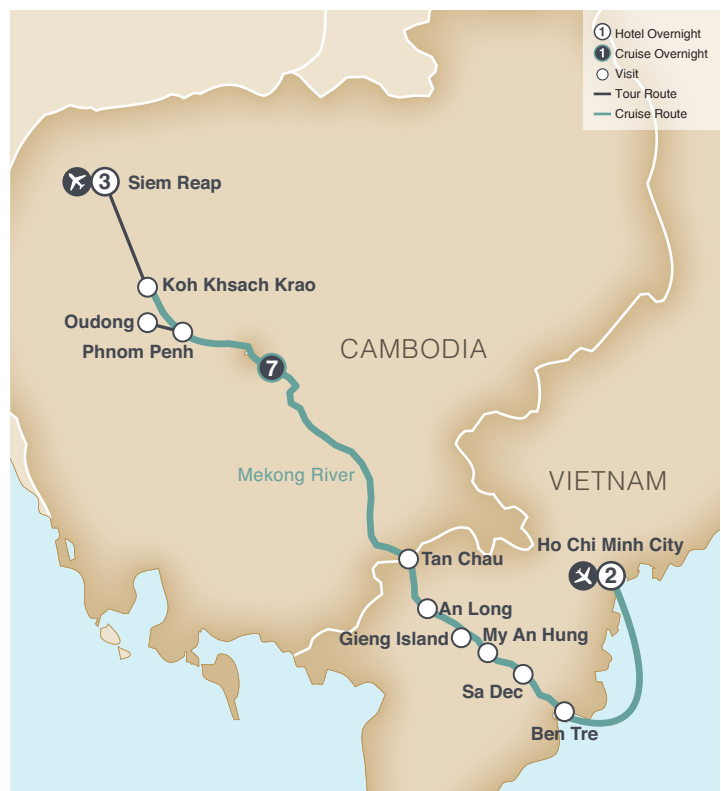 1 Hotel Overnight
1 Cruise Overnight
Visit
Tour Route
Cruise Route
3 Siem Reap
Koh Khsach Krao
Oudong
Phnom Penh
CAMBODIA
7
Mekong River
VIETNAM
Ho Chi Minh City
2
Tan Chau
An Long
Gieng Island
My An Hung
Sa Dec
Ben Tre